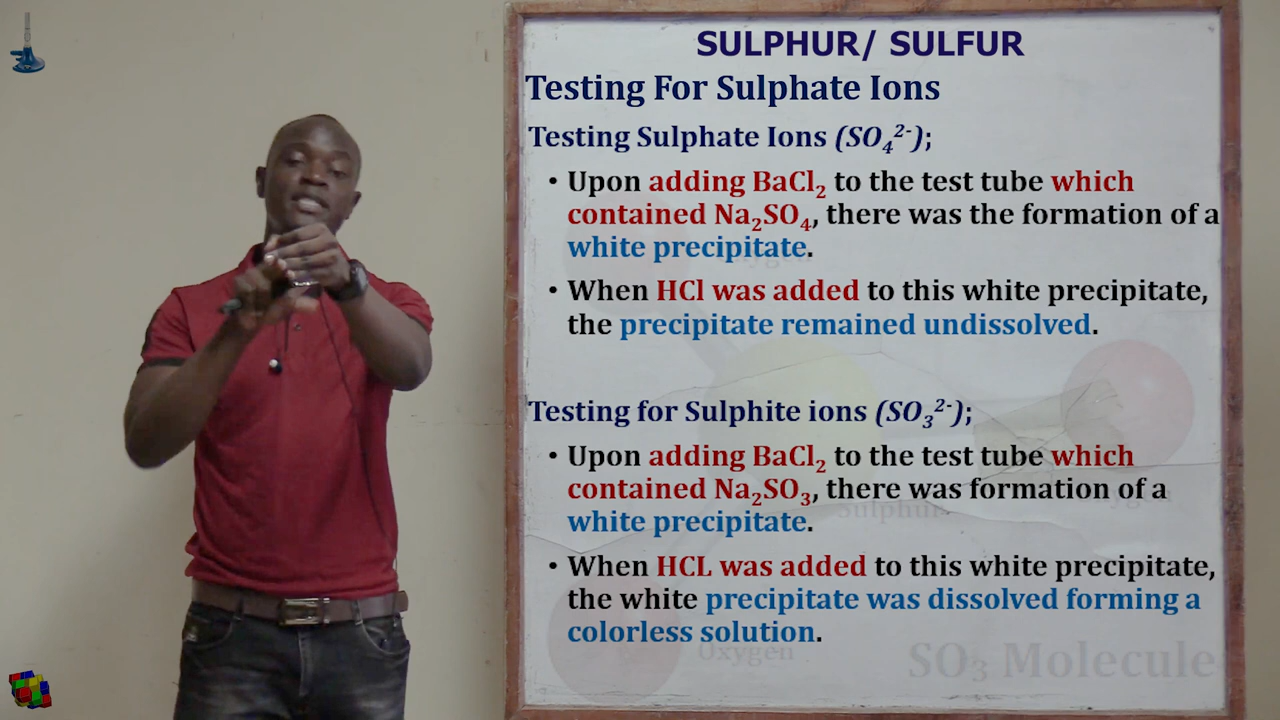 SULPHUR/ SULFUR
Testing For Sulphate Ions
Testing Sulphate Ions (SO₄²⁻);
• Upon adding BaCl₂ to the test tube which
contained Na₂SO₄, there was the formation of a
white precipitate.
• When HCl was added to this white precipitate,
the precipitate remained undissolved.
Testing for Sulphite ions (SO₃²⁻);
• Upon adding BaCl₂ to the test tube which
contained Na₂SO₃, there was formation of a
white precipitate.
Sulphur
• When HCL was added to this white precipitate,
the white precipitate was dissolved forming a
colorless solution.
Oxygen
SO₃ Molecule